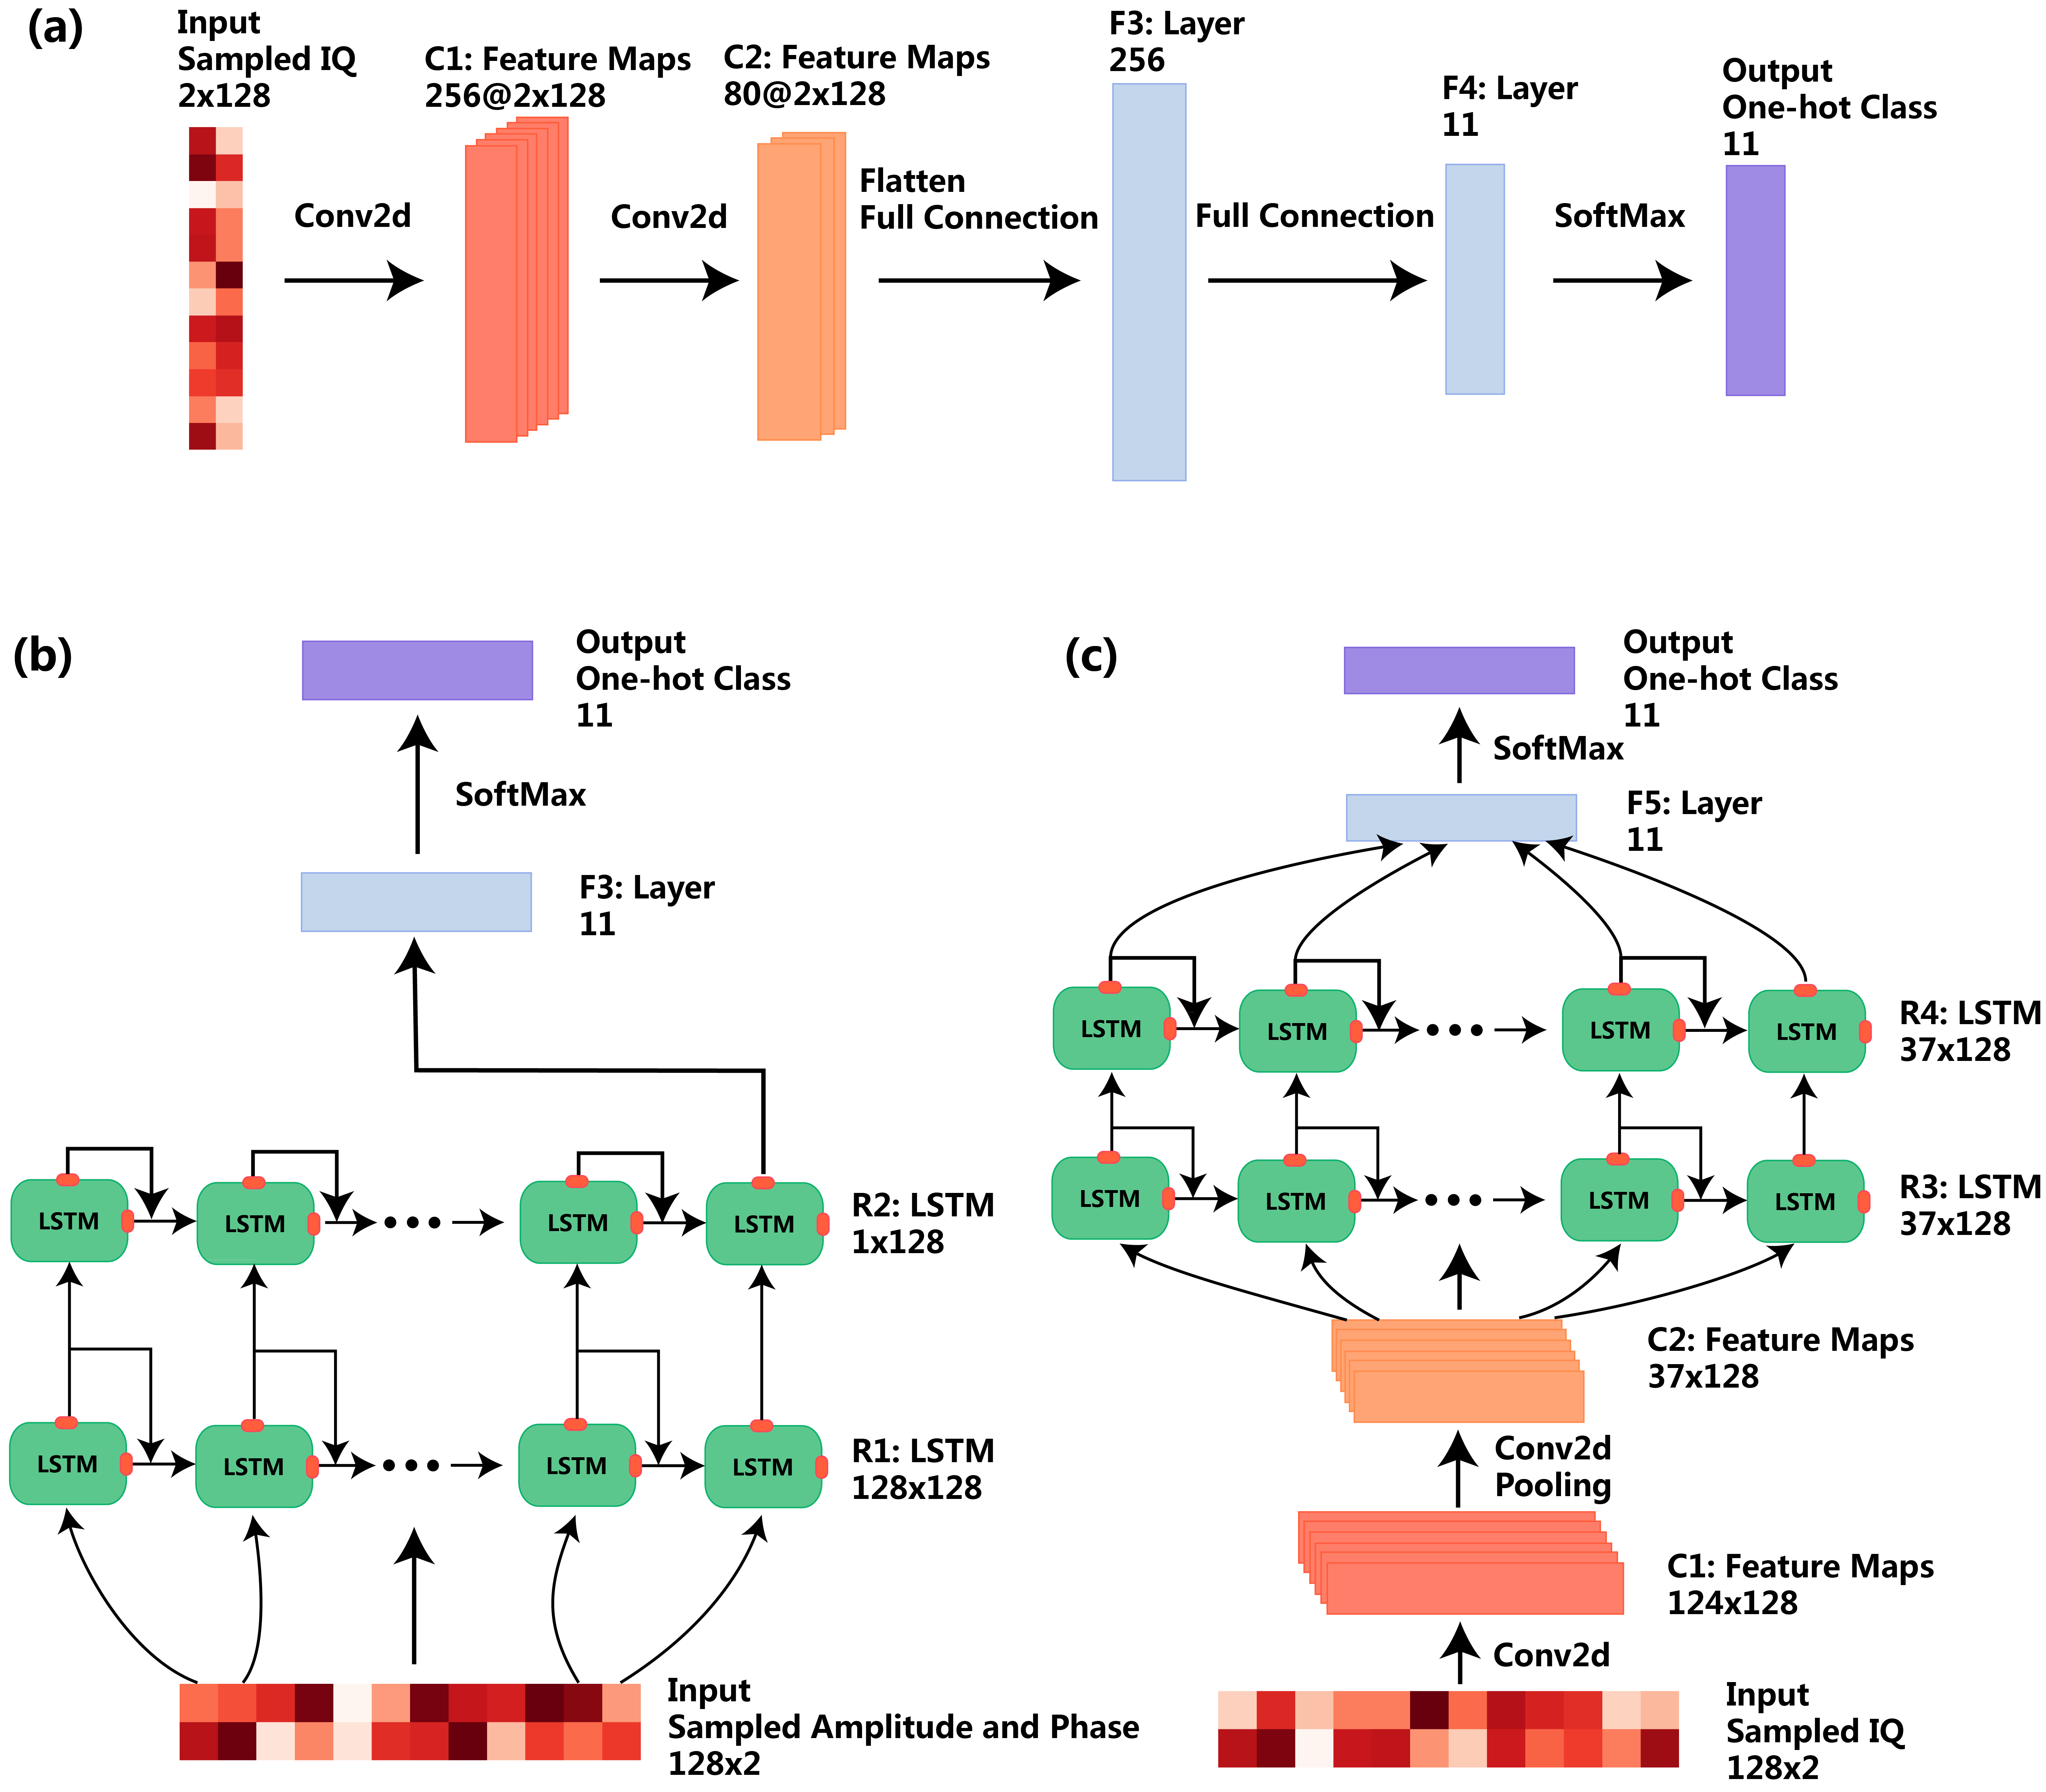 (a)
Input
Sampled IQ
2x128
C1: Feature Maps
256@2x128
C2: Feature Maps
80@2x128
F3: Layer
256
F4: Layer
11
Output
One-hot Class
11
Conv2d
Conv2d
Flatten
Full Connection
Full Connection
SoftMax
(b)
Output
One-hot Class
11
SoftMax
F3: Layer
11
LSTM
LSTM
LSTM
LSTM
R2: LSTM
1x128
LSTM
LSTM
LSTM
LSTM
R1: LSTM
128x128
Input
Sampled Amplitude and Phase
128x2
(c)
Output
One-hot Class
11
SoftMax
F5: Layer
11
LSTM
LSTM
LSTM
LSTM
R4: LSTM
37x128
LSTM
LSTM
LSTM
LSTM
R3: LSTM
37x128
C2: Feature Maps
37x128
Conv2d
Pooling
C1: Feature Maps
124x128
Conv2d
Input
Sampled IQ
128x2